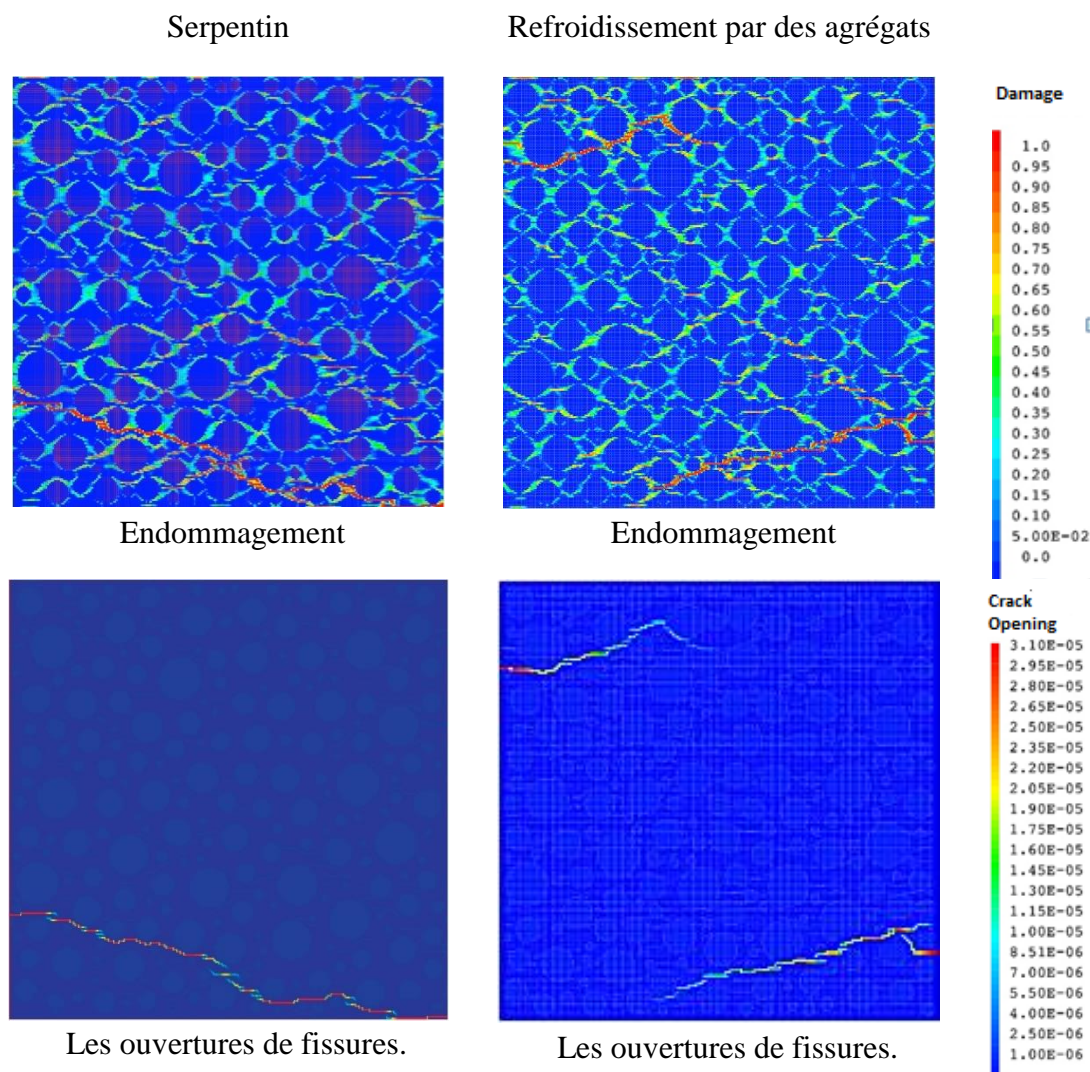 Serpentin
Refroidissement par des agrégats
Damage
1.0
0.95
0.90
0.85
0.80
0.75
0.70
0.65
0.60
0.55
0.50
0.45
0.40
0.35
0.30
0.25
0.20
0.15
0.10
5.00E-02
0.0
Endommagement
Endommagement
Crack
Opening
3.10E-05
2.95E-05
2.80E-05
2.65E-05
2.50E-05
2.35E-05
2.20E-05
2.05E-05
1.90E-05
1.75E-05
1.60E-05
1.45E-05
1.30E-05
1.15E-05
1.00E-05
8.51E-06
7.00E-06
5.50E-06
4.00E-06
2.50E-06
1.00E-06
Les ouvertures de fissures.
Les ouvertures de fissures.